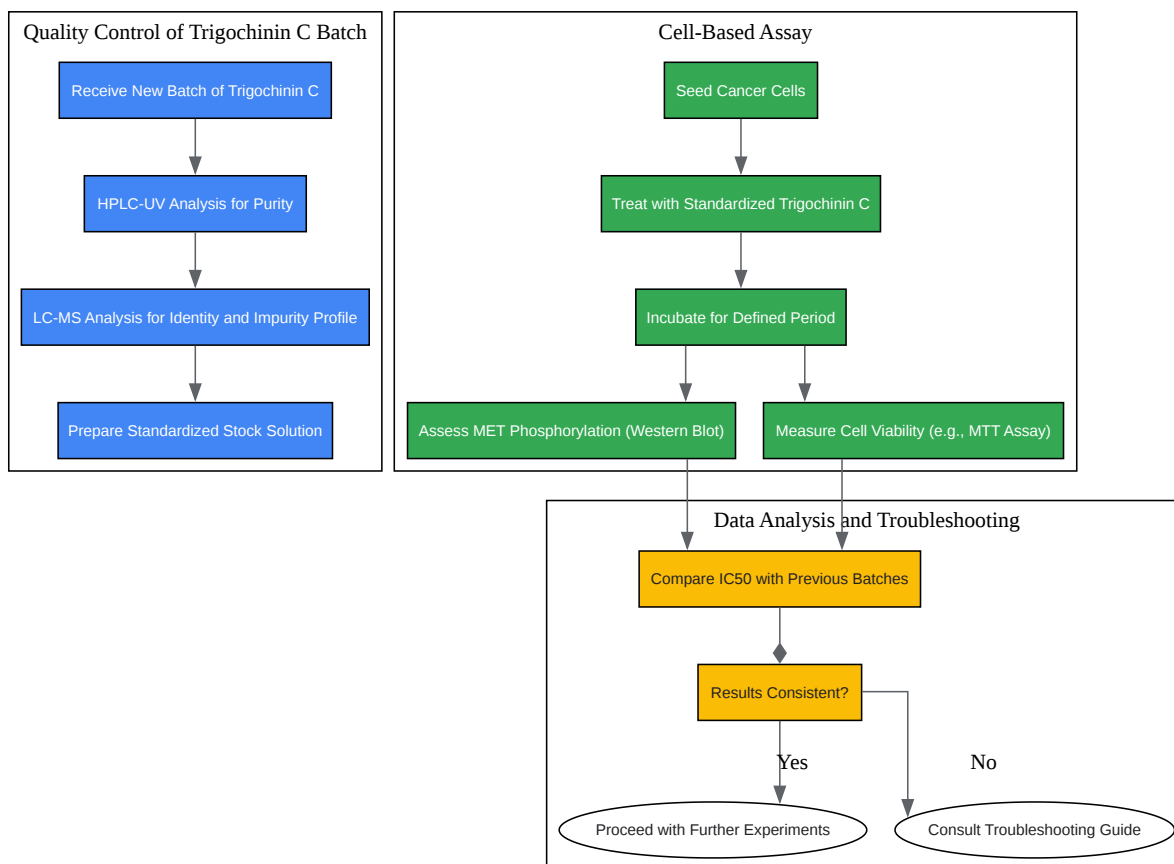 Quality Control of Trigochinin C Batch
Receive New Batch of Trigochinin C
HPLC-UV Analysis for Purity
LC-MS Analysis for Identity and Impurity Profile
Prepare Standardized Stock Solution
Cell-Based Assay
Seed Cancer Cells
Treat with Standardized Trigochinin C
Incubate for Defined Period
Assess MET Phosphorylation (Western Blot)
Measure Cell Viability (e.g., MTT Assay)
Data Analysis and Troubleshooting
Compare IC50 with Previous Batches
Results Consistent?
Yes
No
Proceed with Further Experiments
Consult Troubleshooting Guide